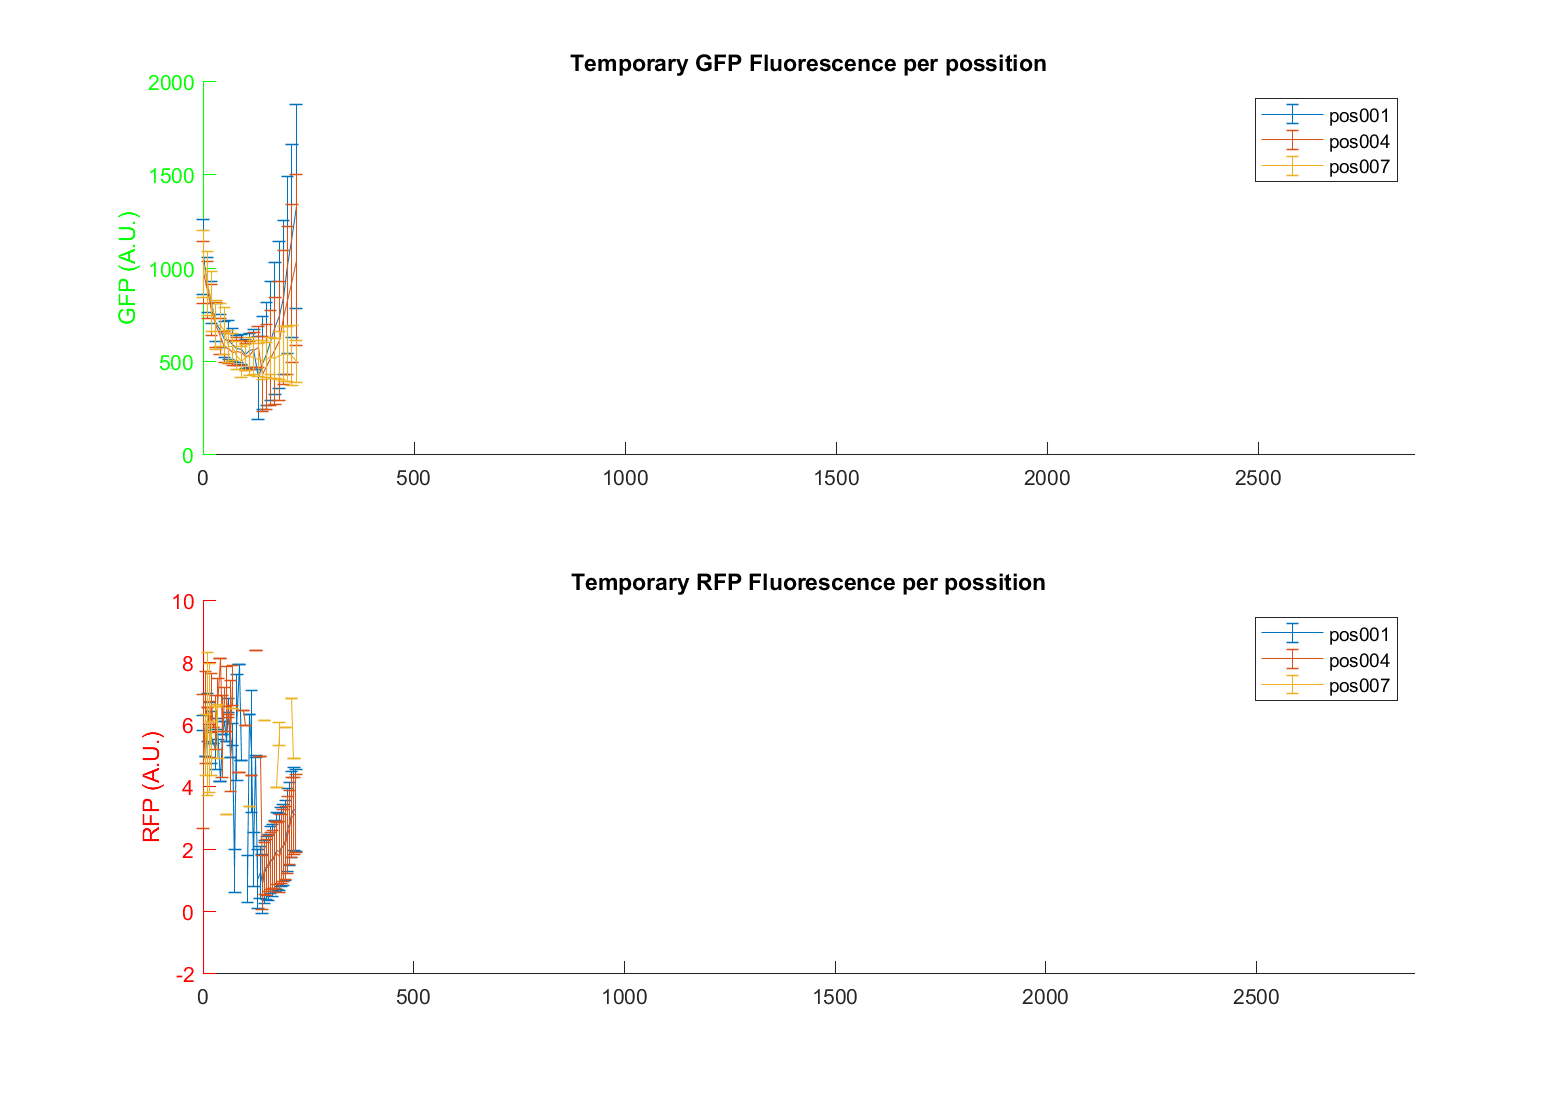 Temporary GFP Fluorescence per possition
2000
1500
1000
500
0
GFP (A.U.)
pos001
pos004
pos007
0 500 1000 1500 2000 2500
Temporary RFP Fluorescence per possition
10
8
6
4
2
0
-2
RFP (A.U.)
pos001
pos004
pos007
0 500 1000 1500 2000 2500